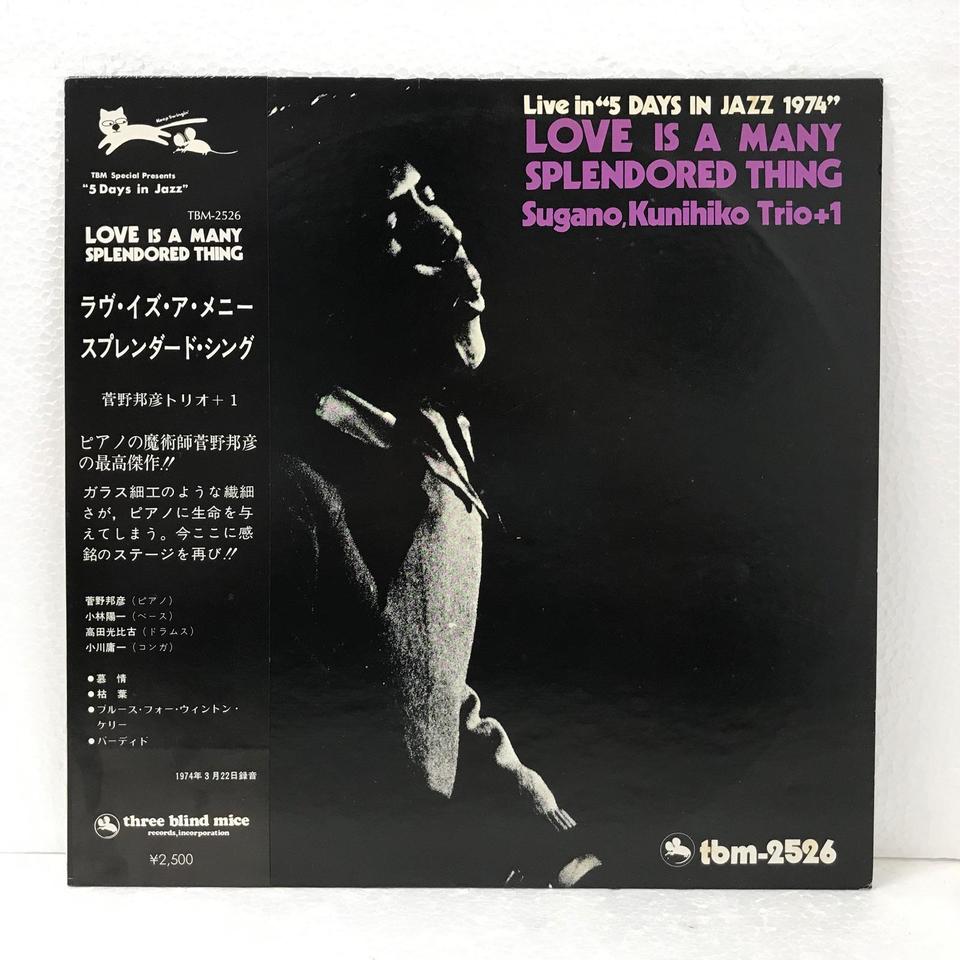 Keep Swingin'
TBM Special Presents
"5 Days in Jazz"
TBM-2526
LOVE IS A MANY
SPLENDORED THING
ラヴ・イズ・ア・メニー
スプレンダード・シング
菅野邦彦トリオ+1
ピアノの魔術師菅野邦彦
の最高傑作!!
ガラス細工のような繊細
さが,ピアノに生命を与
えてしまう。今ここに感
銘のステージを再び!!
菅野邦彦(ピアノ)
小林陽一(ベース)
高田光比古(ドラムス)
小川庸一(コンガ)
●慕 情
●枯 葉
●ブルース・フォー・ウィントン・
ケリー
●パーディド
1974年3月22日録音
three blind mice
records,incorporation
¥2,500
Live in "5 DAYS IN JAZZ 1974"
LOVE IS A MANY
SPLENDORED THING
Sugano,Kunihiko Trio+1
tbm-2526